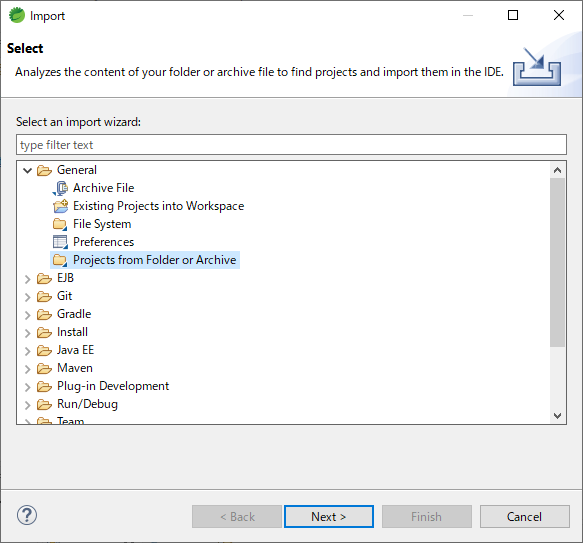 Import
Select
Analyzes the content of your folder or archive file to find projects and import them in the IDE.
Select an import wizard:
type filter text
General
Archive File
Existing Projects into Workspace
File System
Preferences
Projects from Folder or Archive
EJB
Git
Gradle
Install
Java EE
Maven
Plug-in Development
Run/Debug
Team
?
< Back
Next >
Finish
Cancel